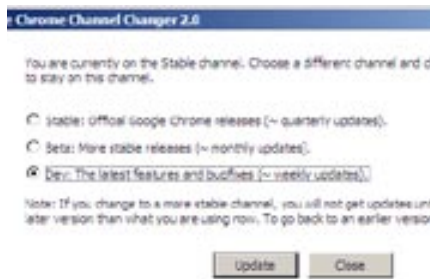 e Chrome Channel Changer 2.0
You are currently on the Stable channel. Choose a different channel and c
to stay on this channel.
Stable: Official Google Chrome releases (~ quarterly updates).
Beta: More stable releases (~ monthly updates).
Dev: The latest features and bugfixes (~ weekly updates).
Note: If you change to a more stable channel, you will not get updates unt
later version than what you are using now. To go back to an earlier versio
Update Close